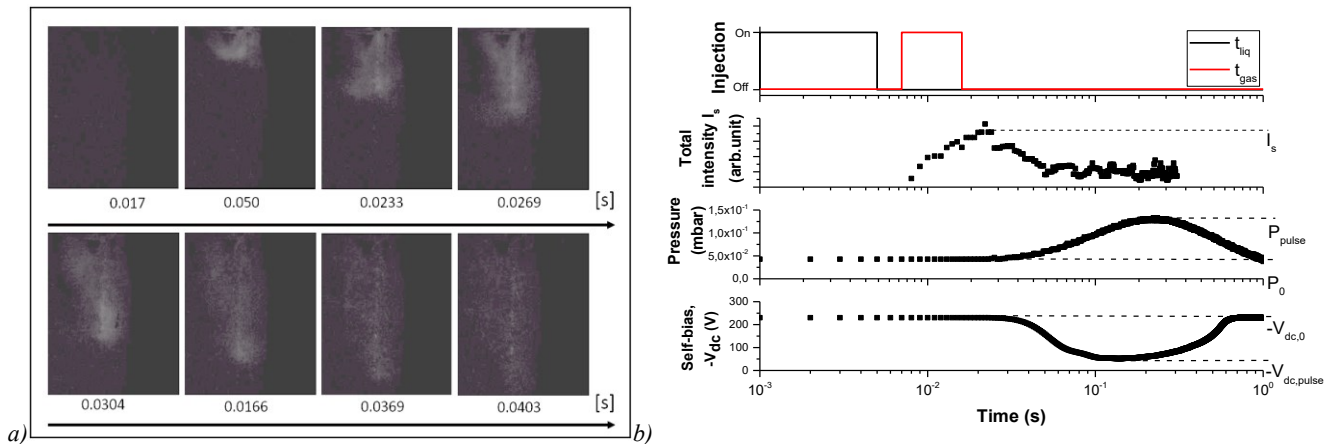 0.017 0.050 0.0233 0.0269 [s]
0.0304 0.0166 0.0369 0.0403 [s]
a)
b)
Injection
On
Off
t_liq
t_gas
Total
intensity I_s
(arb.unit)
I_s
Pressure
(mbar)
1,5x10⁻¹
1,0x10⁻¹
5,0x10⁻²
0,0
P_pulse
P_0
Self-bias,
-V_dc (V)
300
200
100
0
-V_dc,0
-V_dc,pulse
10⁻³ 10⁻² 10⁻¹ 10⁰
Time (s)